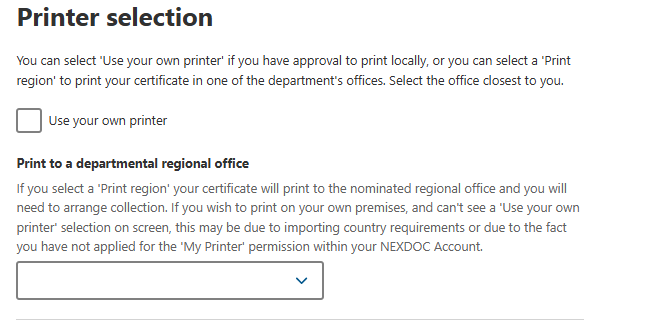 Printer selection
You can select 'Use your own printer' if you have approval to print locally, or you can select a 'Print
region' to print your certificate in one of the department's offices. Select the office closest to you.
Use your own printer
Print to a departmental regional office
If you select a 'Print region' your certificate will print to the nominated regional office and you will
need to arrange collection. If you wish to print on your own premises, and can't see a 'Use your own
printer' selection on screen, this may be due to importing country requirements or due to the fact
you have not applied for the 'My Printer' permission within your NEXDOC Account.